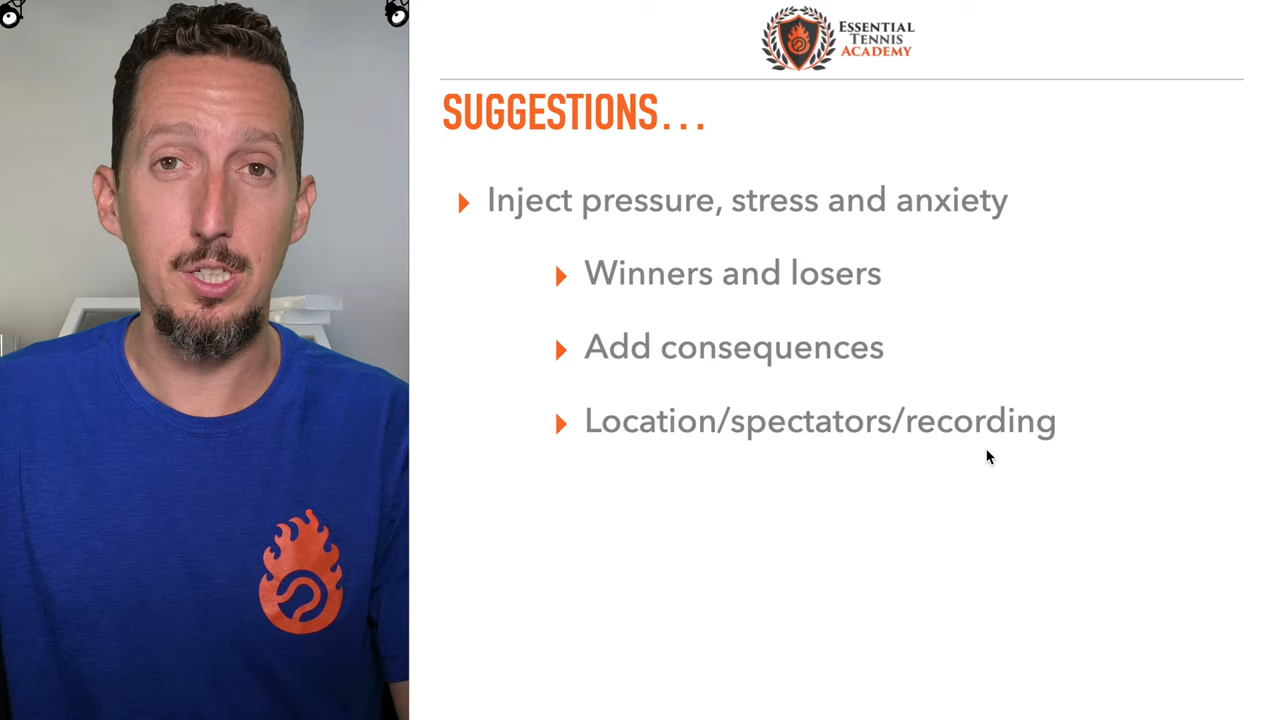 ESSENTIAL
TENNIS
ACADEMY
SUGGESTIONS...
Inject pressure, stress and anxiety
Winners and losers
Add consequences
Location/spectators/recording